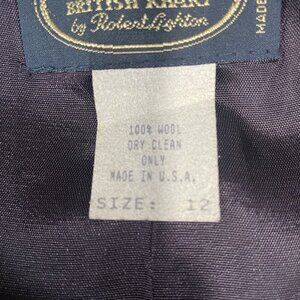 BRITISH KHAKI
by Robert Lighton
MADE
100% WOOL
DRY CLEAN
ONLY
MADE IN U.S.A.
SIZE: 12